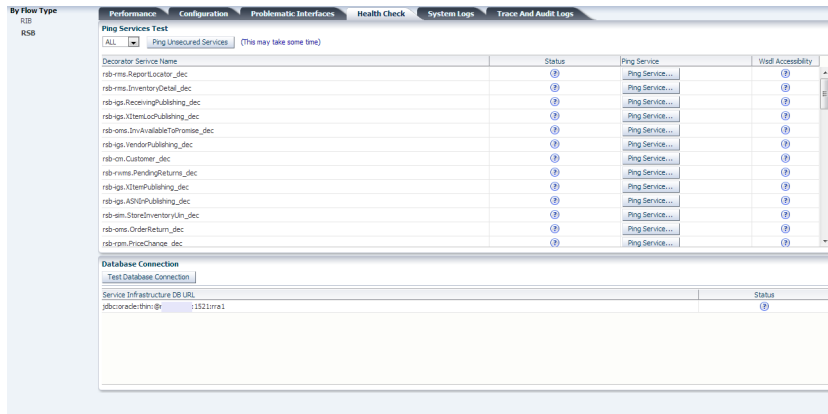 By Flow Type
RIB
RSB
Performance Configuration Problematic Interfaces Health Check System Logs Trace And Audit Logs
Ping Services Test
ALL Ping Unsecured Services (This may take some time)
Decorator Serivce Name Status Ping Service Wsdl Accessibility
rsb-rms.ReportLocator_dec ? Ping Service... ?
rsb-rms.InventoryDetail_dec ? Ping Service... ?
rsb-igs.ReceivingPublishing_dec ? Ping Service... ?
rsb-igs.XItemLocPublishing_dec ? Ping Service... ?
rsb-oms.InvAvailableToPromise_dec ? Ping Service... ?
rsb-igs.VendorPublishing_dec ? Ping Service... ?
rsb-cm.Customer_dec ? Ping Service... ?
rsb-rwms.PendingReturns_dec ? Ping Service... ?
rsb-igs.XItemPublishing_dec ? Ping Service... ?
rsb-igs.ASNInPublishing_dec ? Ping Service... ?
rsb-sim.StoreInventoryUin_dec ? Ping Service... ?
rsb-oms.OrderReturn_dec ? Ping Service... ?
rsb-rpm.PriceChange_dec ? Ping Service... ?
Database Connection
Test Database Connection
Service Infrastructure DB URL Status
jdbc:oracle:thin:@r :1521:rra1 ?